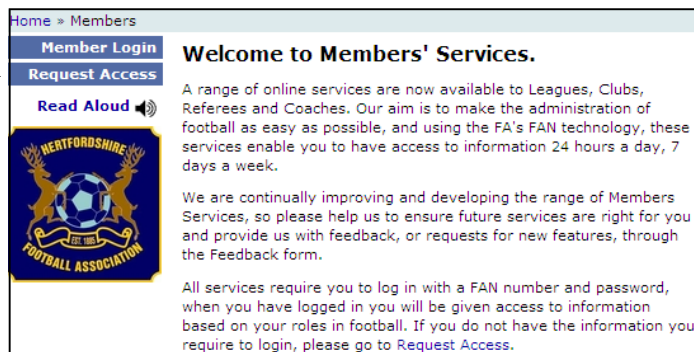 Home » Members
Member Login
Request Access
Read Aloud
HERTFORDSHIRE
EST. 1885
FOOTBALL ASSOCIATION
Welcome to Members' Services.
A range of online services are now available to Leagues, Clubs,
Referees and Coaches. Our aim is to make the administration of
football as easy as possible, and using the FA's FAN technology, these
services enable you to have access to information 24 hours a day, 7
days a week.
We are continually improving and developing the range of Members
Services, so please help us to ensure future services are right for you
and provide us with feedback, or requests for new features, through
the Feedback form.
All services require you to log in with a FAN number and password,
when you have logged in you will be given access to information
based on your roles in football. If you do not have the information you
require to login, please go to Request Access.